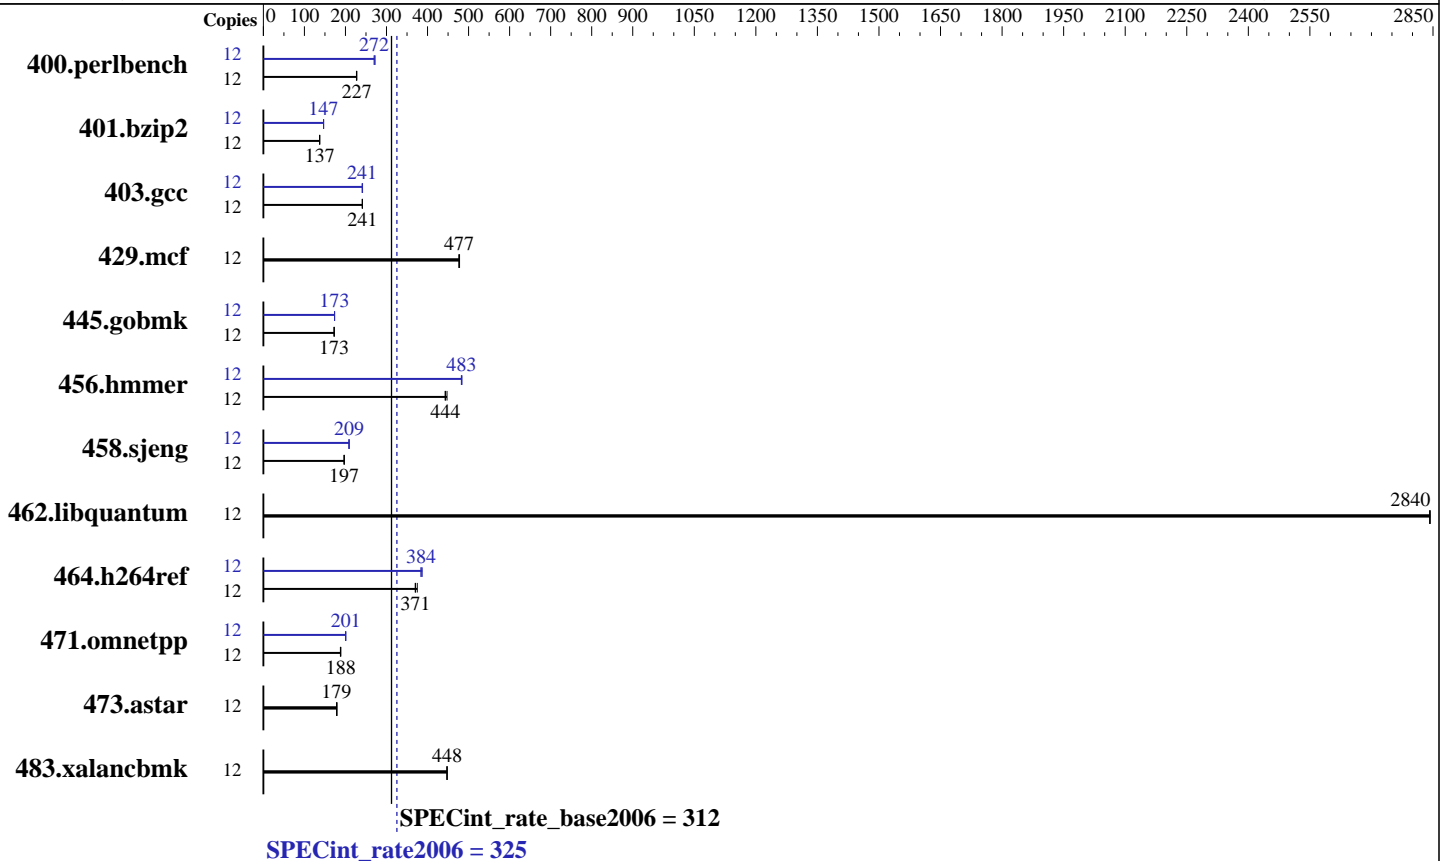 Copies 0 100 200 300 400 500 600 700 800 900 1050 1200 1350 1500 1650 1800 1950 2100 2250 2400 2550 2850
272
400.perlbench 12
12
227
147
401.bzip2 12
12
137
241
403.gcc 12
12
241
477
429.mcf 12
173
445.gobmk 12
12
173
483
456.hmmer 12
12
444
209
458.sjeng 12
12
197
2840
462.libquantum 12
384
464.h264ref 12
12
371
201
471.omnetpp 12
12
188
179
473.astar 12
448
483.xalancbmk 12
SPECint_rate_base2006 = 312
SPECint_rate2006 = 325